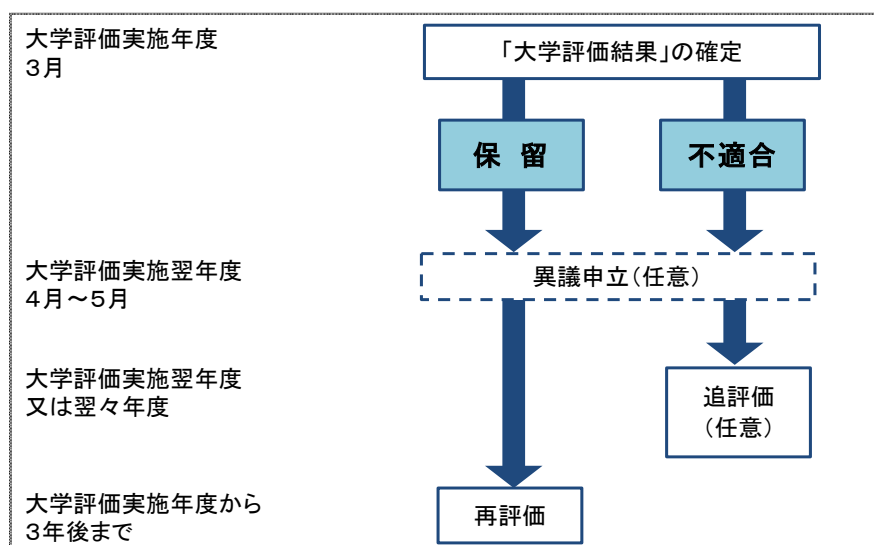 大学評価実施年度
3月
「大学評価結果」の確定
保 留
不適合
大学評価実施翌年度
4月~5月
異議申立(任意)
大学評価実施翌年度
又は翌々年度
追評価
(任意)
大学評価実施年度から
3年後まで
再評価